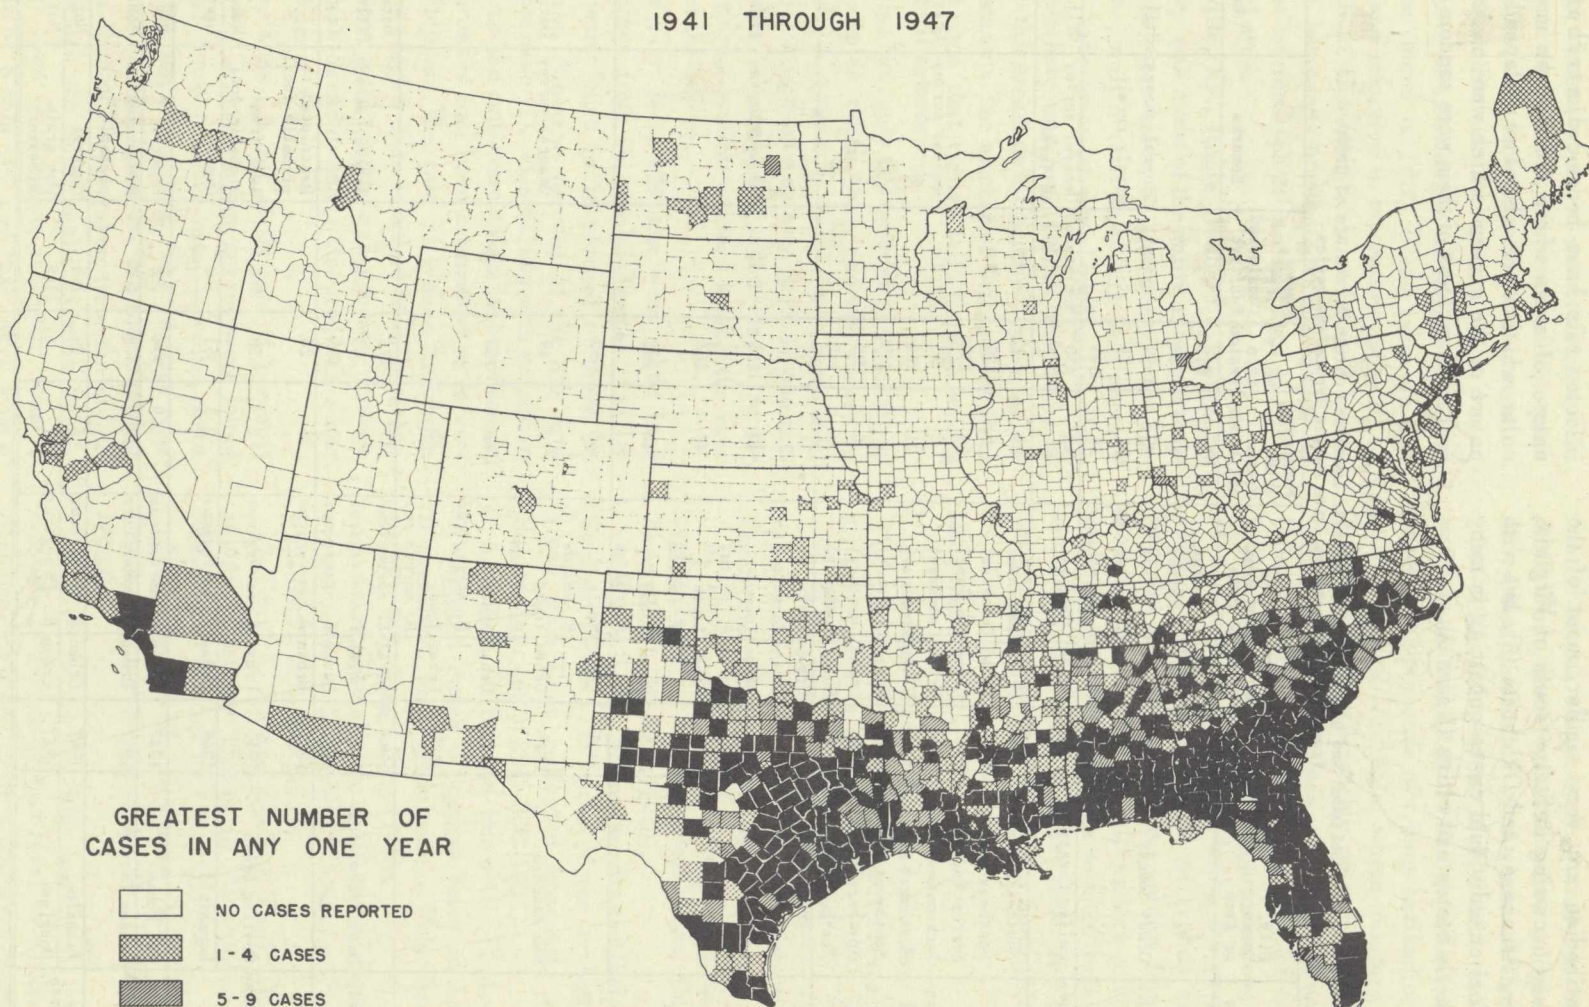 1941 THROUGH 1947
GREATEST NUMBER OF
CASES IN ANY ONE YEAR
NO CASES REPORTED
1-4 CASES
5-9 CASES